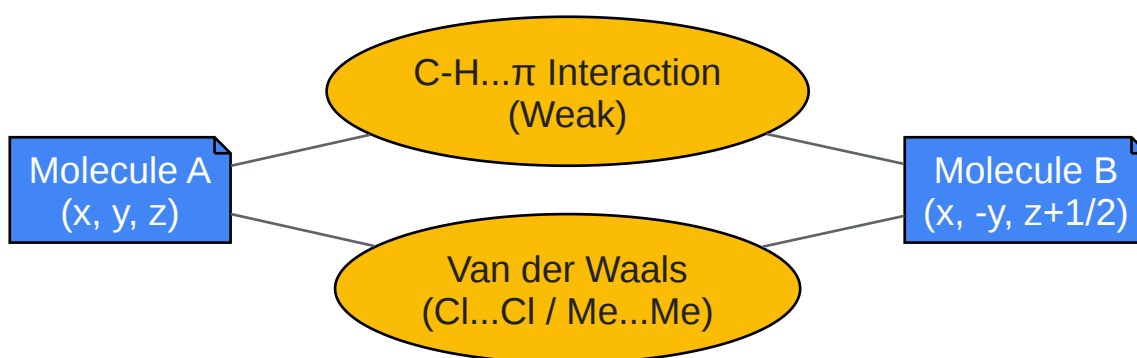 C-H...π Interaction
(Weak)
Molecule A
(x, y, z)
Molecule B
(x, -y, z+1/2)
Van der Waals
(Cl...Cl / Me...Me)